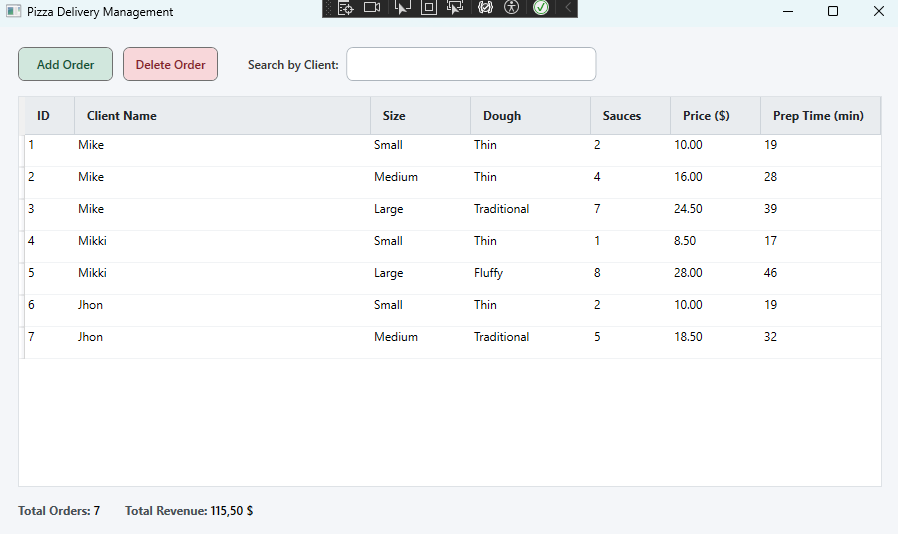 Pizza Delivery Management
Add Order Delete Order Search by Client:
ID Client Name Size Dough Sauces Price ($) Prep Time (min)
1 Mike Small Thin 2 10.00 19
2 Mike Medium Thin 4 16.00 28
3 Mike Large Traditional 7 24.50 39
4 Mikki Small Thin 1 8.50 17
5 Mikki Large Fluffy 8 28.00 46
6 Jhon Small Thin 2 10.00 19
7 Jhon Medium Traditional 5 18.50 32
Total Orders: 7 Total Revenue: 115,50 $